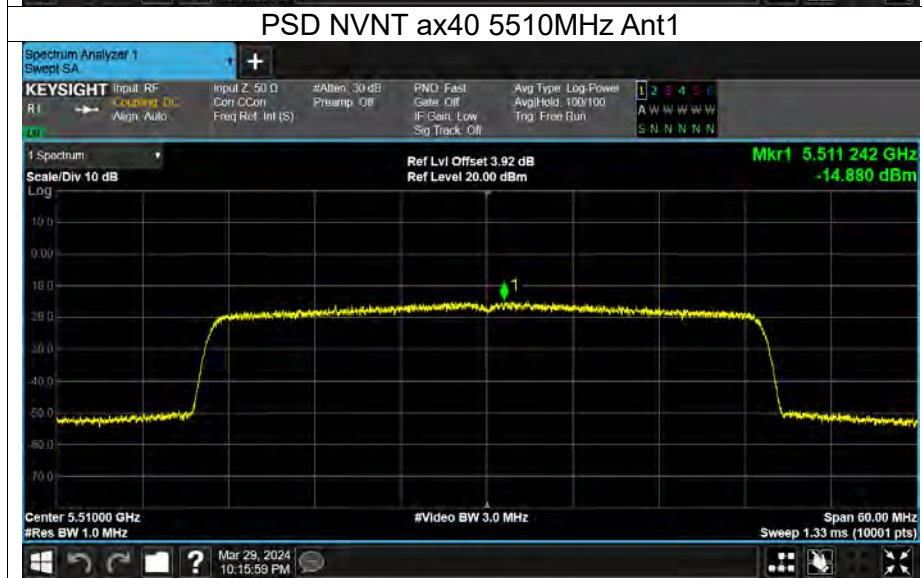 PSD NVNT ax40 5510MHz Ant1
Spectrum Analyzer 1
Swept SA
+
KEYSIGHT Input: RF
Coupling: DC
Align: Auto
Input Z: 50 Ω
Corr CCorr
Freq Ref: Int (S)
#Atten: 30 dB
Preamp: Off
PNO: Fast
Gate: Off
IF Gain: Low
Sig Track: Off
Avg Type: Log-Power
Avg|Hold: 100/100
Trig: Free Run
1 2 3 4 5 6
A W W W W W
S N N N N N
1 Spectrum
Scale/Div 10 dB
Log
Ref Lvl Offset 3.92 dB
Ref Level 20.00 dBm
Mkr1 5.511 242 GHz
-14.880 dBm
10.0
0.00
-10.0
-20.0
-30.0
-40.0
-50.0
-60.0
-70.0
1
Center 5.51000 GHz
#Res BW 1.0 MHz
#Video BW 3.0 MHz
Span 60.00 MHz
Sweep 1.33 ms (10001 pts)
?
Mar 29, 2024
10:15:59 PM